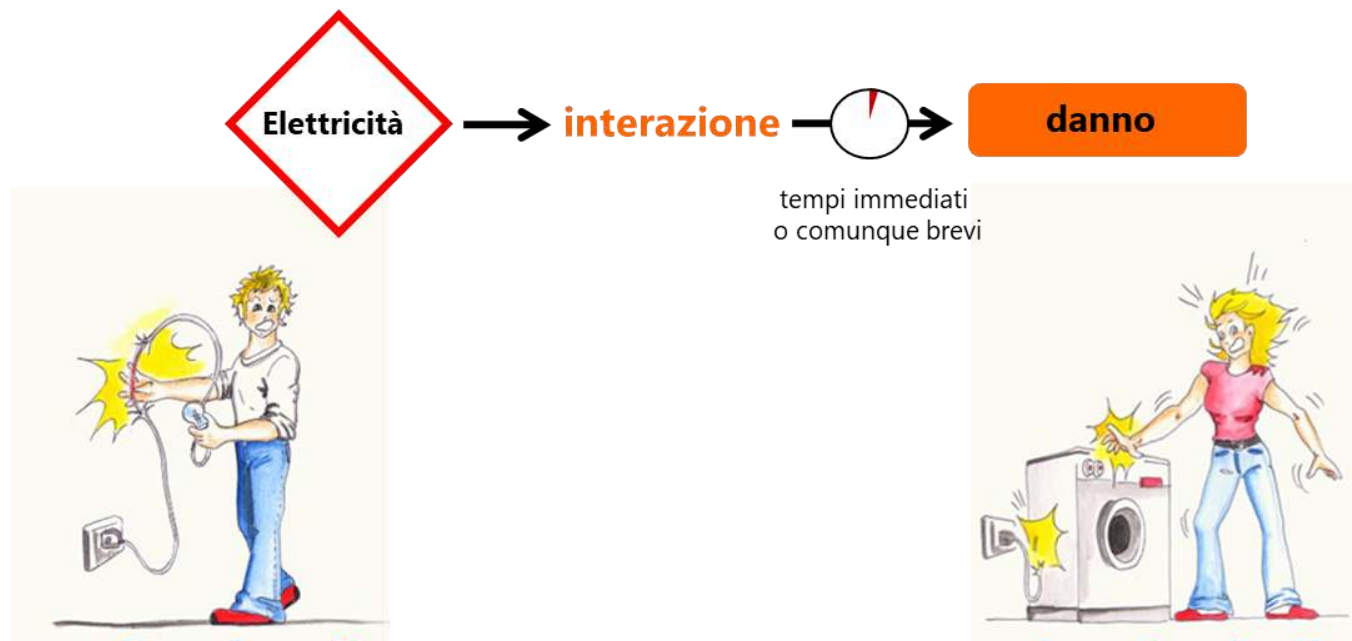 Elettricità
interazione
danno
tempi immediati
o comunque brevi